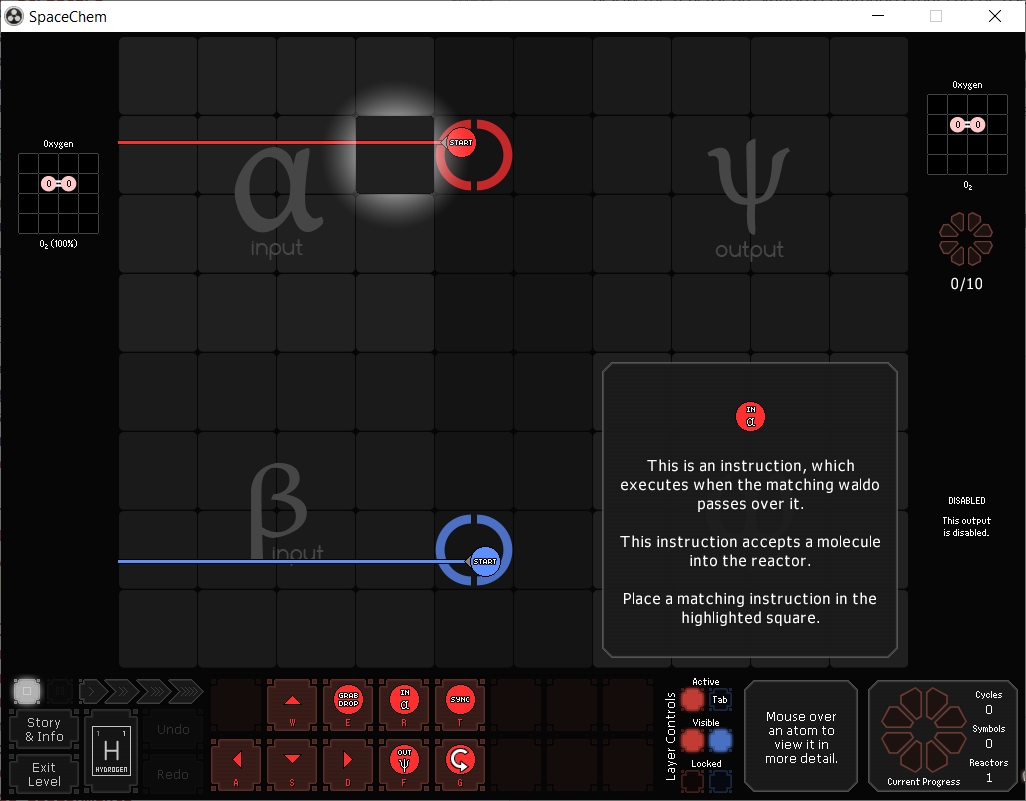 SpaceChem
Oxygen
O=O
O₂ (100%)
START
α
input
ψ
output
Oxygen
O=O
O₂
0/10
IN
α
This is an instruction, which
executes when the matching waldo
passes over it.
This instruction accepts a molecule
into the reactor.
Place a matching instruction in the
highlighted square.
β
input
START
DISABLED
This output
is disabled.
Story
& Info
Exit
Level
1 1
H
HYDROGEN
Undo
Redo
W
GRAB
DROP
E
IN
α
R
SYNC
T
A
S
D
OUT
ψ
F
G
Layer Controls
Active
Tab
Visible
Locked
Mouse over
an atom to
view it in
more detail.
Current Progress
Cycles
0
Symbols
0
Reactors
1